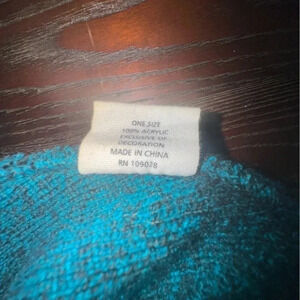 ONE SIZE
100% ACRYLIC
EXCLUSIVE OF
DECORATION
MADE IN CHINA
RN 109078